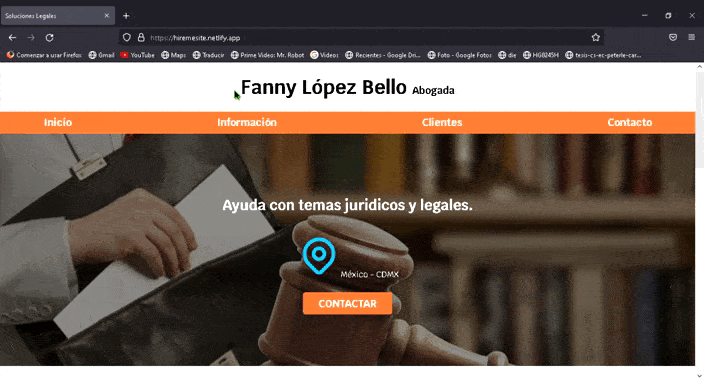 Soluciones Legales
https://hiremesite.netlify.app
Comenzar a usar Firefox Gmail YouTube Maps Traducir Prime Video: Mr. Robot Videos Recientes - Google Dri... Foto - Google Fotos die HG8245H tesis-cs-ec-peterle-car...
Fanny López Bello Abogada
Inicio Información Clientes Contacto
Ayuda con temas juridicos y legales.
México - CDMX
CONTACTAR